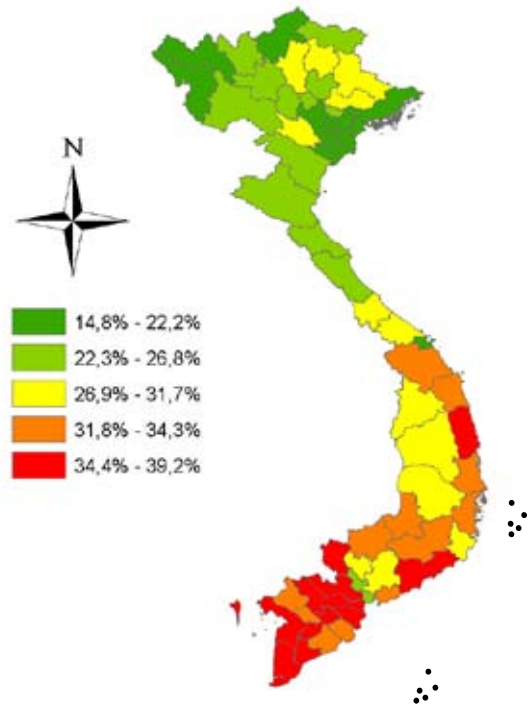 N
14,8% - 22,2%
22,3% - 26,8%
26,9% - 31,7%
31,8% - 34,3%
34,4% - 39,2%